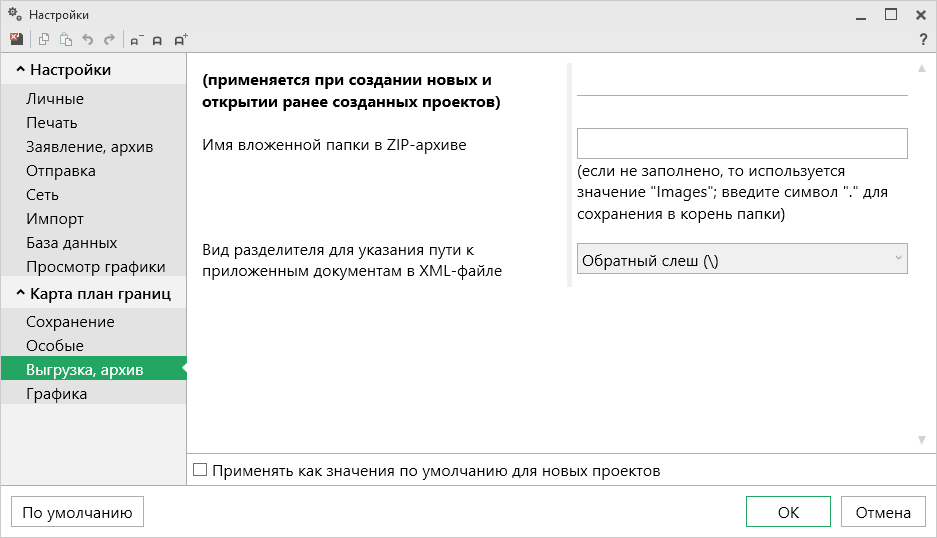 Настройки
а⁻ а а⁺
?
Настройки
Личные
Печать
Заявление, архив
Отправка
Сеть
Импорт
База данных
Просмотр графики
Карта план границ
Сохранение
Особые
Выгрузка, архив
Графика
(применяется при создании новых и
открытии ранее созданных проектов)
Имя вложенной папки в ZIP-архиве
(если не заполнено, то используется
значение "Images"; введите символ "." для
сохранения в корень папки)
Вид разделителя для указания пути к
приложенным документам в XML-файле
Обратный слеш (\)
Применять как значения по умолчанию для новых проектов
По умолчанию
ОК
Отмена